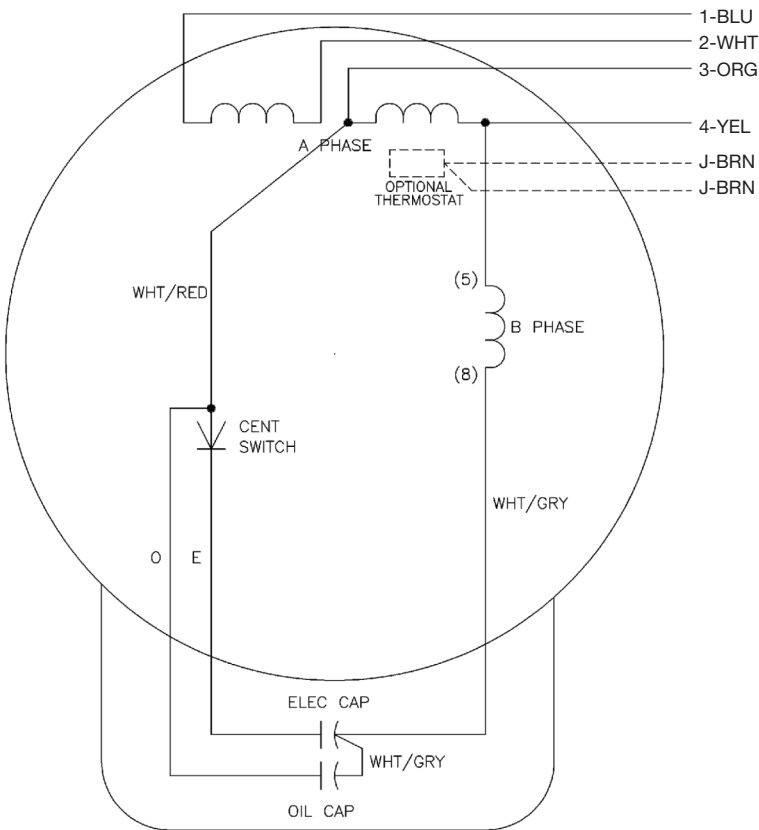 1-BLU
2-WHT
3-ORG
4-YEL
A PHASE
J-BRN
J-BRN
OPTIONAL
THERMOSTAT
(5)
WHT/RED
B PHASE
(8)
CENT
SWITCH
WHT/GRY
O
E
ELEC CAP
WHT/GRY
OIL CAP